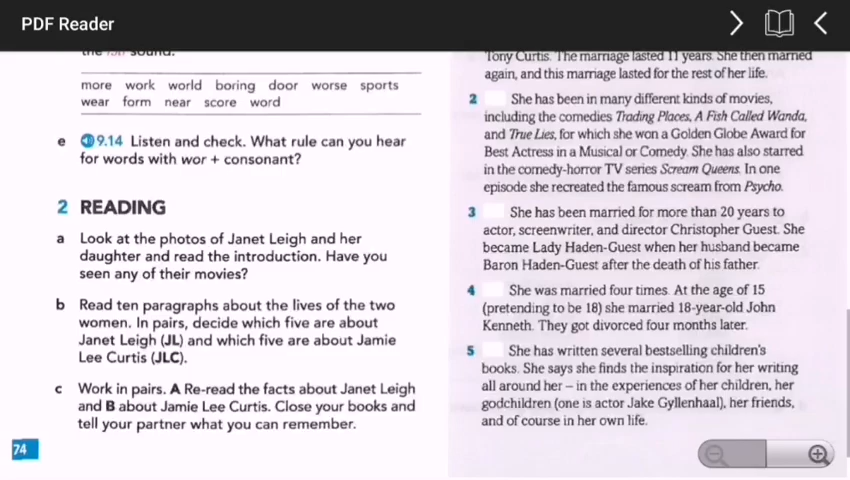 PDF Reader
the /ɔr/ sound.
more work world boring door worse sports
wear form near score word
e 9.14 Listen and check. What rule can you hear
for words with wor + consonant?
2 READING
a Look at the photos of Janet Leigh and her
daughter and read the introduction. Have you
seen any of their movies?
b Read ten paragraphs about the lives of the two
women. In pairs, decide which five are about
Janet Leigh (JL) and which five are about Jamie
Lee Curtis (JLC).
c Work in pairs. A Re-read the facts about Janet Leigh
and B about Jamie Lee Curtis. Close your books and
tell your partner what you can remember.
74
Tony Curtis. The marriage lasted 11 years. She then married
again, and this marriage lasted for the rest of her life.
2 She has been in many different kinds of movies,
including the comedies Trading Places, A Fish Called Wanda,
and True Lies, for which she won a Golden Globe Award for
Best Actress in a Musical or Comedy. She has also starred
in the comedy-horror TV series Scream Queens. In one
episode she recreated the famous scream from Psycho.
3 She has been married for more than 20 years to
actor, screenwriter, and director Christopher Guest. She
became Lady Haden-Guest when her husband became
Baron Haden-Guest after the death of his father.
4 She was married four times. At the age of 15
(pretending to be 18) she married 18-year-old John
Kenneth. They got divorced four months later.
5 She has written several bestselling children's
books. She says she finds the inspiration for her writing
all around her – in the experiences of her children, her
godchildren (one is actor Jake Gyllenhaal), her friends,
and of course in her own life.